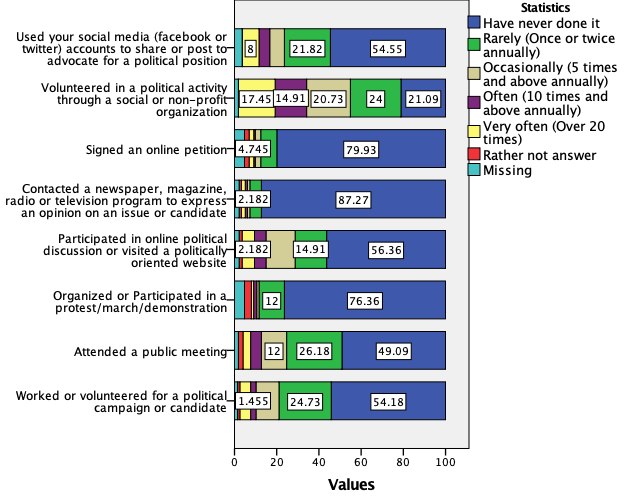 Statistics
Have never done it
Rarely (Once or twice
annually)
Occasionally (5 times
and above annually)
Often (10 times and
above annually)
Very often (Over 20
times)
Rather not answer
Missing
Used your social media (facebook or
twitter) accounts to share or post to
advocate for a political position
8 21.82 54.55
Volunteered in a political activity
through a social or non-profit
organization
17.45 14.91 20.73 24 21.09
Signed an online petition
4.745 79.93
Contacted a newspaper, magazine,
radio or television program to express
an opinion on an issue or candidate
2.182 87.27
Participated in online political
discussion or visited a politically
oriented website
2.182 14.91 56.36
Organized or Participated in a
protest/march/demonstration
12 76.36
Attended a public meeting
12 26.18 49.09
Worked or volunteered for a political
campaign or candidate
1.455 24.73 54.18
0 20 40 60 80 100
Values